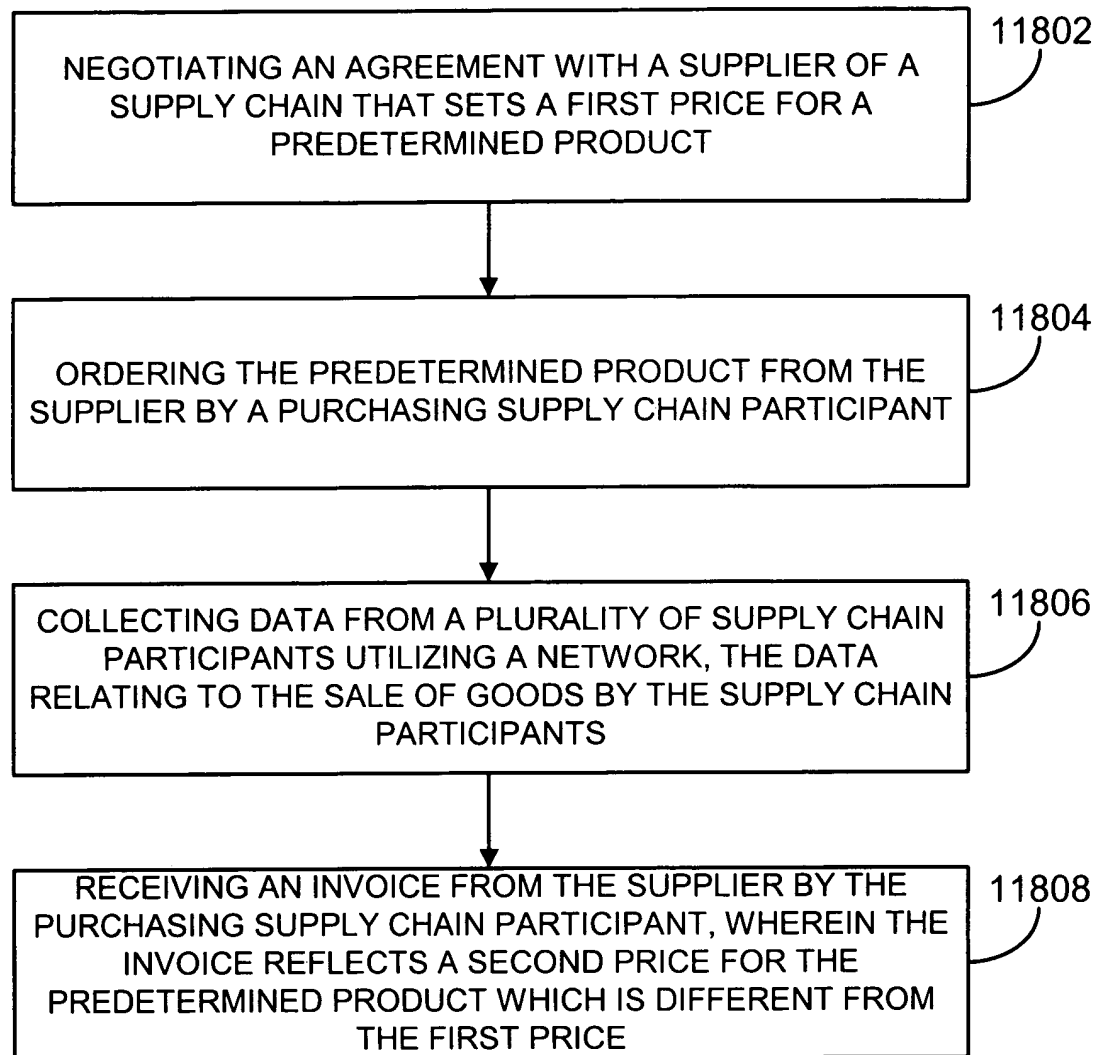 11802
NEGOTIATING AN AGREEMENT WITH A SUPPLIER OF A
SUPPLY CHAIN THAT SETS A FIRST PRICE FOR A
PREDETERMINED PRODUCT
11804
ORDERING THE PREDETERMINED PRODUCT FROM THE
SUPPLIER BY A PURCHASING SUPPLY CHAIN PARTICIPANT
11806
COLLECTING DATA FROM A PLURALITY OF SUPPLY CHAIN
PARTICIPANTS UTILIZING A NETWORK, THE DATA
RELATING TO THE SALE OF GOODS BY THE SUPPLY CHAIN
PARTICIPANTS
11808
RECEIVING AN INVOICE FROM THE SUPPLIER BY THE
PURCHASING SUPPLY CHAIN PARTICIPANT, WHEREIN THE
INVOICE REFLECTS A SECOND PRICE FOR THE
PREDETERMINED PRODUCT WHICH IS DIFFERENT FROM
THE FIRST PRICE